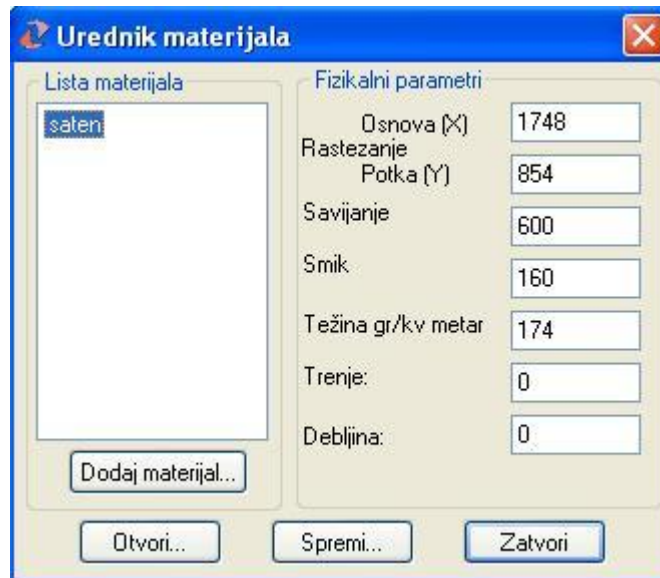 Urednik materijala
Lista materijala
saten
Dodaj materijal...
Fizikalni parametri
Osnova (X) 1748
Rastezanje
Potka (Y) 854
Savijanje 600
Smik 160
Težina gr/kv metar 174
Trenje: 0
Debljina: 0
Otvori... Spremi... Zatvori